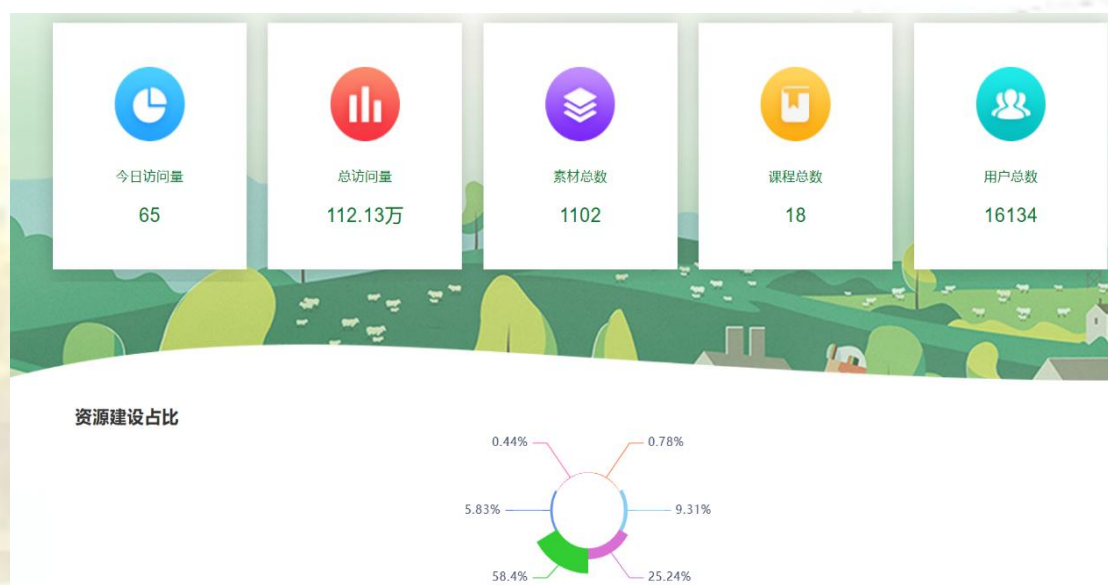 今日访问量
65
总访问量
112.13万
素材总数
1102
课程总数
18
用户总数
16134
资源建设占比
0.44%
0.78%
5.83%
9.31%
58.4%
25.24%